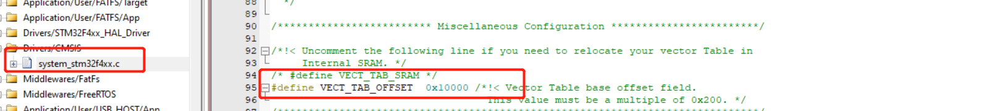 Application/User/FATFS/Target
Application/User/FATFS/App
Drivers/STM32F4xx_HAL_Driver
Drivers/CMSIS
system_stm32f4xx.c
Middlewares/FatFs
Middlewares/FreeRTOS
Application/User/USB_HOST/App
88 */
89
90 /************************* Miscellaneous Configuration ************************/
91
92 /*!< Uncomment the following line if you need to relocate your vector Table in
93 Internal SRAM. */
94 /* #define VECT_TAB_SRAM */
95 #define VECT_TAB_OFFSET 0x10000 /*!< Vector Table base offset field.
96 This value must be a multiple of 0x200. */
97 /******************************************************************************/